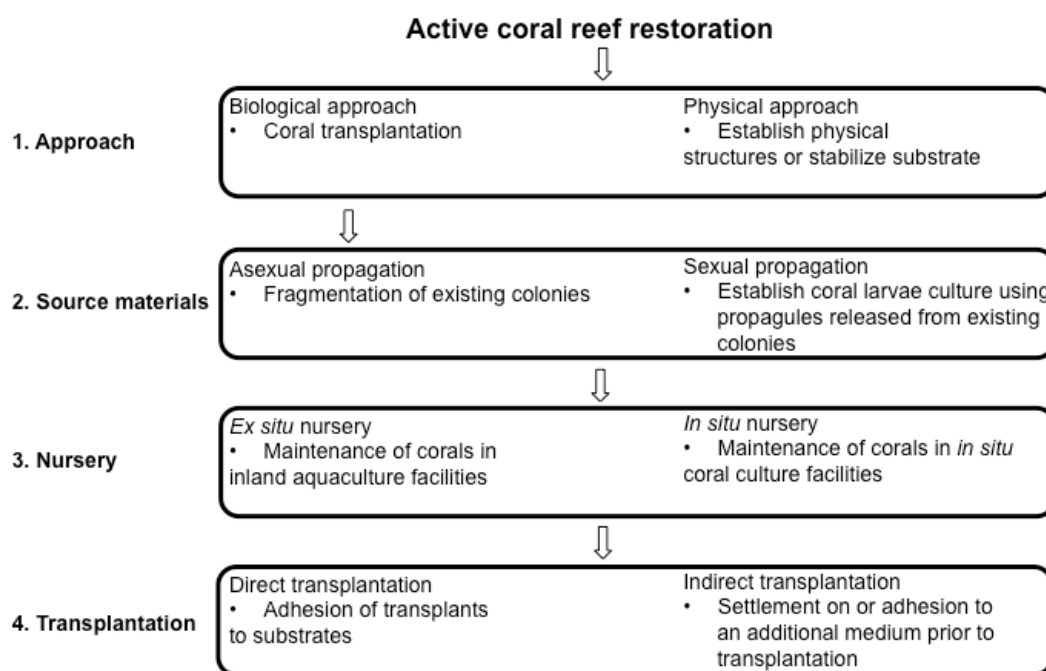 Active coral reef restoration
1. Approach
Biological approach
• Coral transplantation
Physical approach
• Establish physical
structures or stabilize substrate
2. Source materials
Asexual propagation
• Fragmentation of existing colonies
Sexual propagation
• Establish coral larvae culture using
propagules released from existing
colonies
3. Nursery
Ex situ nursery
• Maintenance of corals in
inland aquaculture facilities
In situ nursery
• Maintenance of corals in in situ
coral culture facilities
4. Transplantation
Direct transplantation
• Adhesion of transplants
to substrates
Indirect transplantation
• Settlement on or adhesion to
an additional medium prior to
transplantation